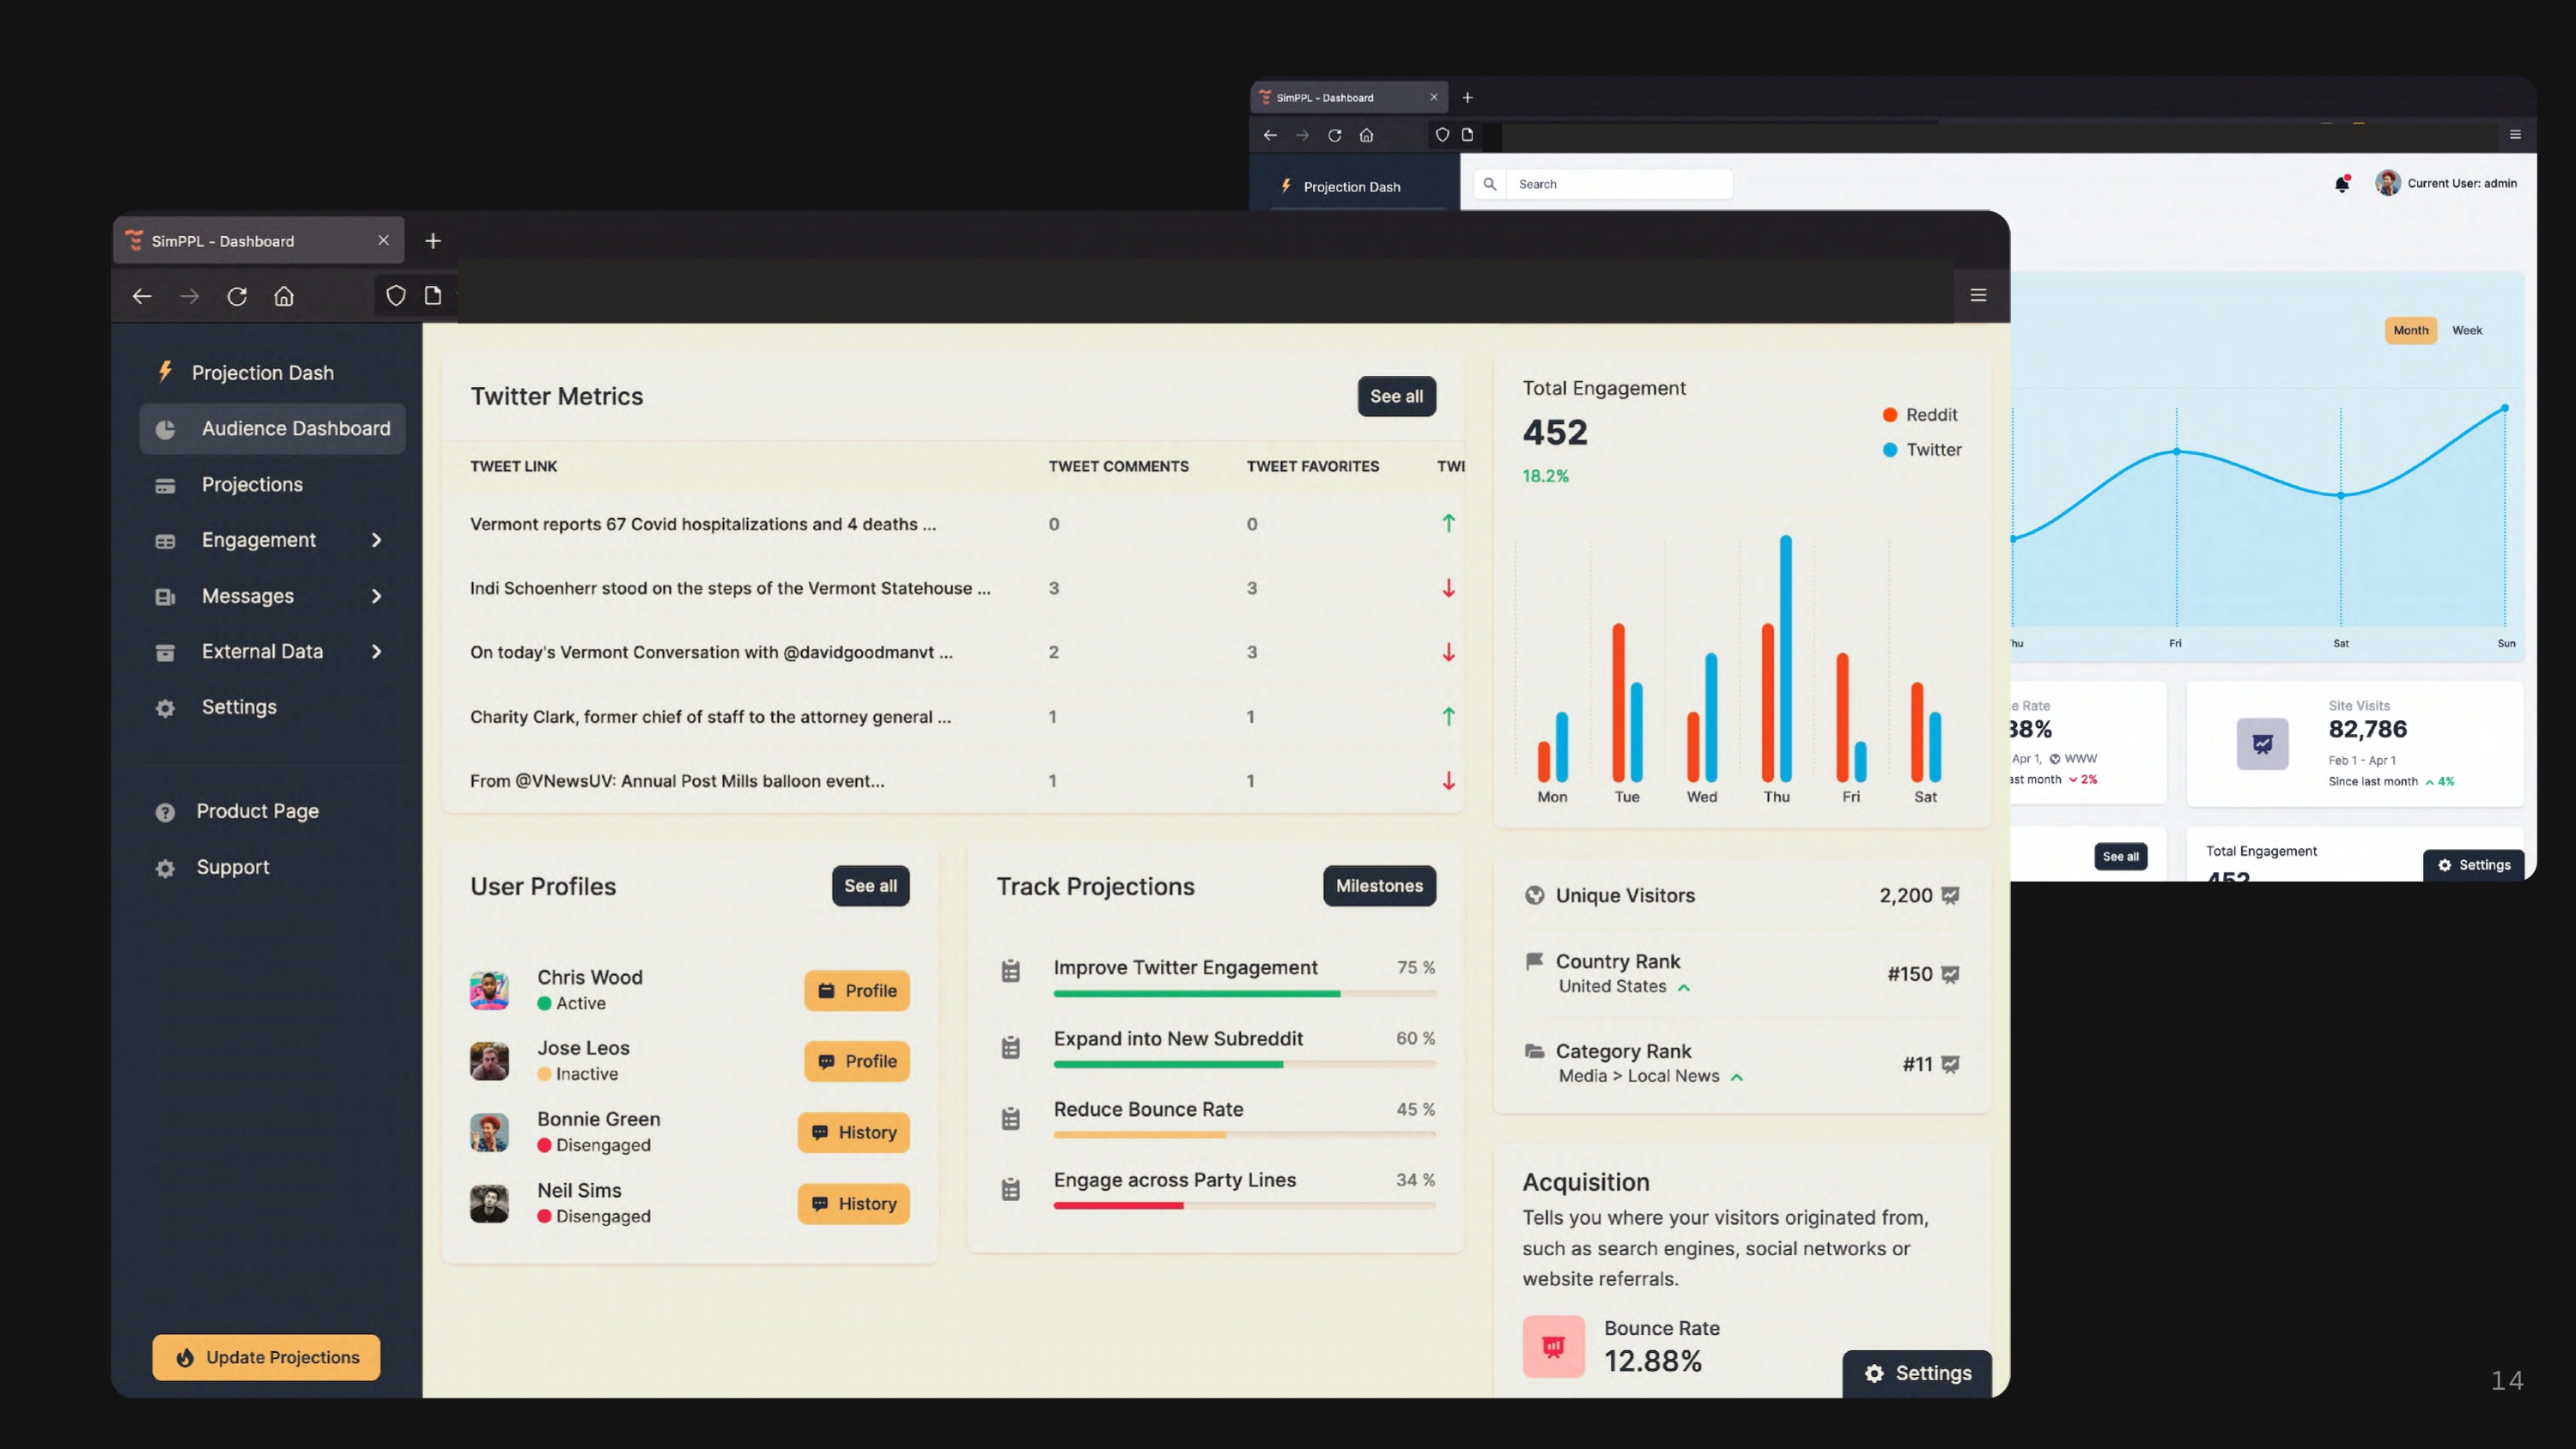 SimPPL - Dashboard
Projection Dash
Search
Current User: admin
Month
Week
Fri
Sat
Sun
Site Visits
82,786
Apr 1,
WWW
Feb 1 - Apr 1
month
2%
Since last month
4%
See all
Total Engagement
Settings
SimPPL - Dashboard
Projection Dash
Audience Dashboard
Projections
Engagement
Messages
External Data
Settings
Product Page
Support
Update Projections
Twitter Metrics
See all
TWEET LINK
TWEET COMMENTS
TWEET FAVORITES
Vermont reports 67 Covid hospitalizations and 4 deaths ...
0
0
Indi Schoenherr stood on the steps of the Vermont Statehouse ...
3
3
On today's Vermont Conversation with @davidgoodmanvt ...
2
3
Charity Clark, former chief of staff to the attorney general ...
1
1
From @VNewsUV: Annual Post Mills balloon event...
1
1
User Profiles
See all
Chris Wood
Active
Profile
Jose Leos
Inactive
Profile
Bonnie Green
Disengaged
History
Neil Sims
Disengaged
History
Track Projections
Milestones
Improve Twitter Engagement
75 %
Expand into New Subreddit
60 %
Reduce Bounce Rate
45 %
Engage across Party Lines
34 %
Total Engagement
452
18.2%
Reddit
Twitter
Mon
Tue
Wed
Thu
Fri
Sat
Unique Visitors
2,200
Country Rank
United States
#150
Category Rank
Media > Local News
#11
Acquisition
Tells you where your visitors originated from,
such as search engines, social networks or
website referrals.
Bounce Rate
12.88%
Settings
14